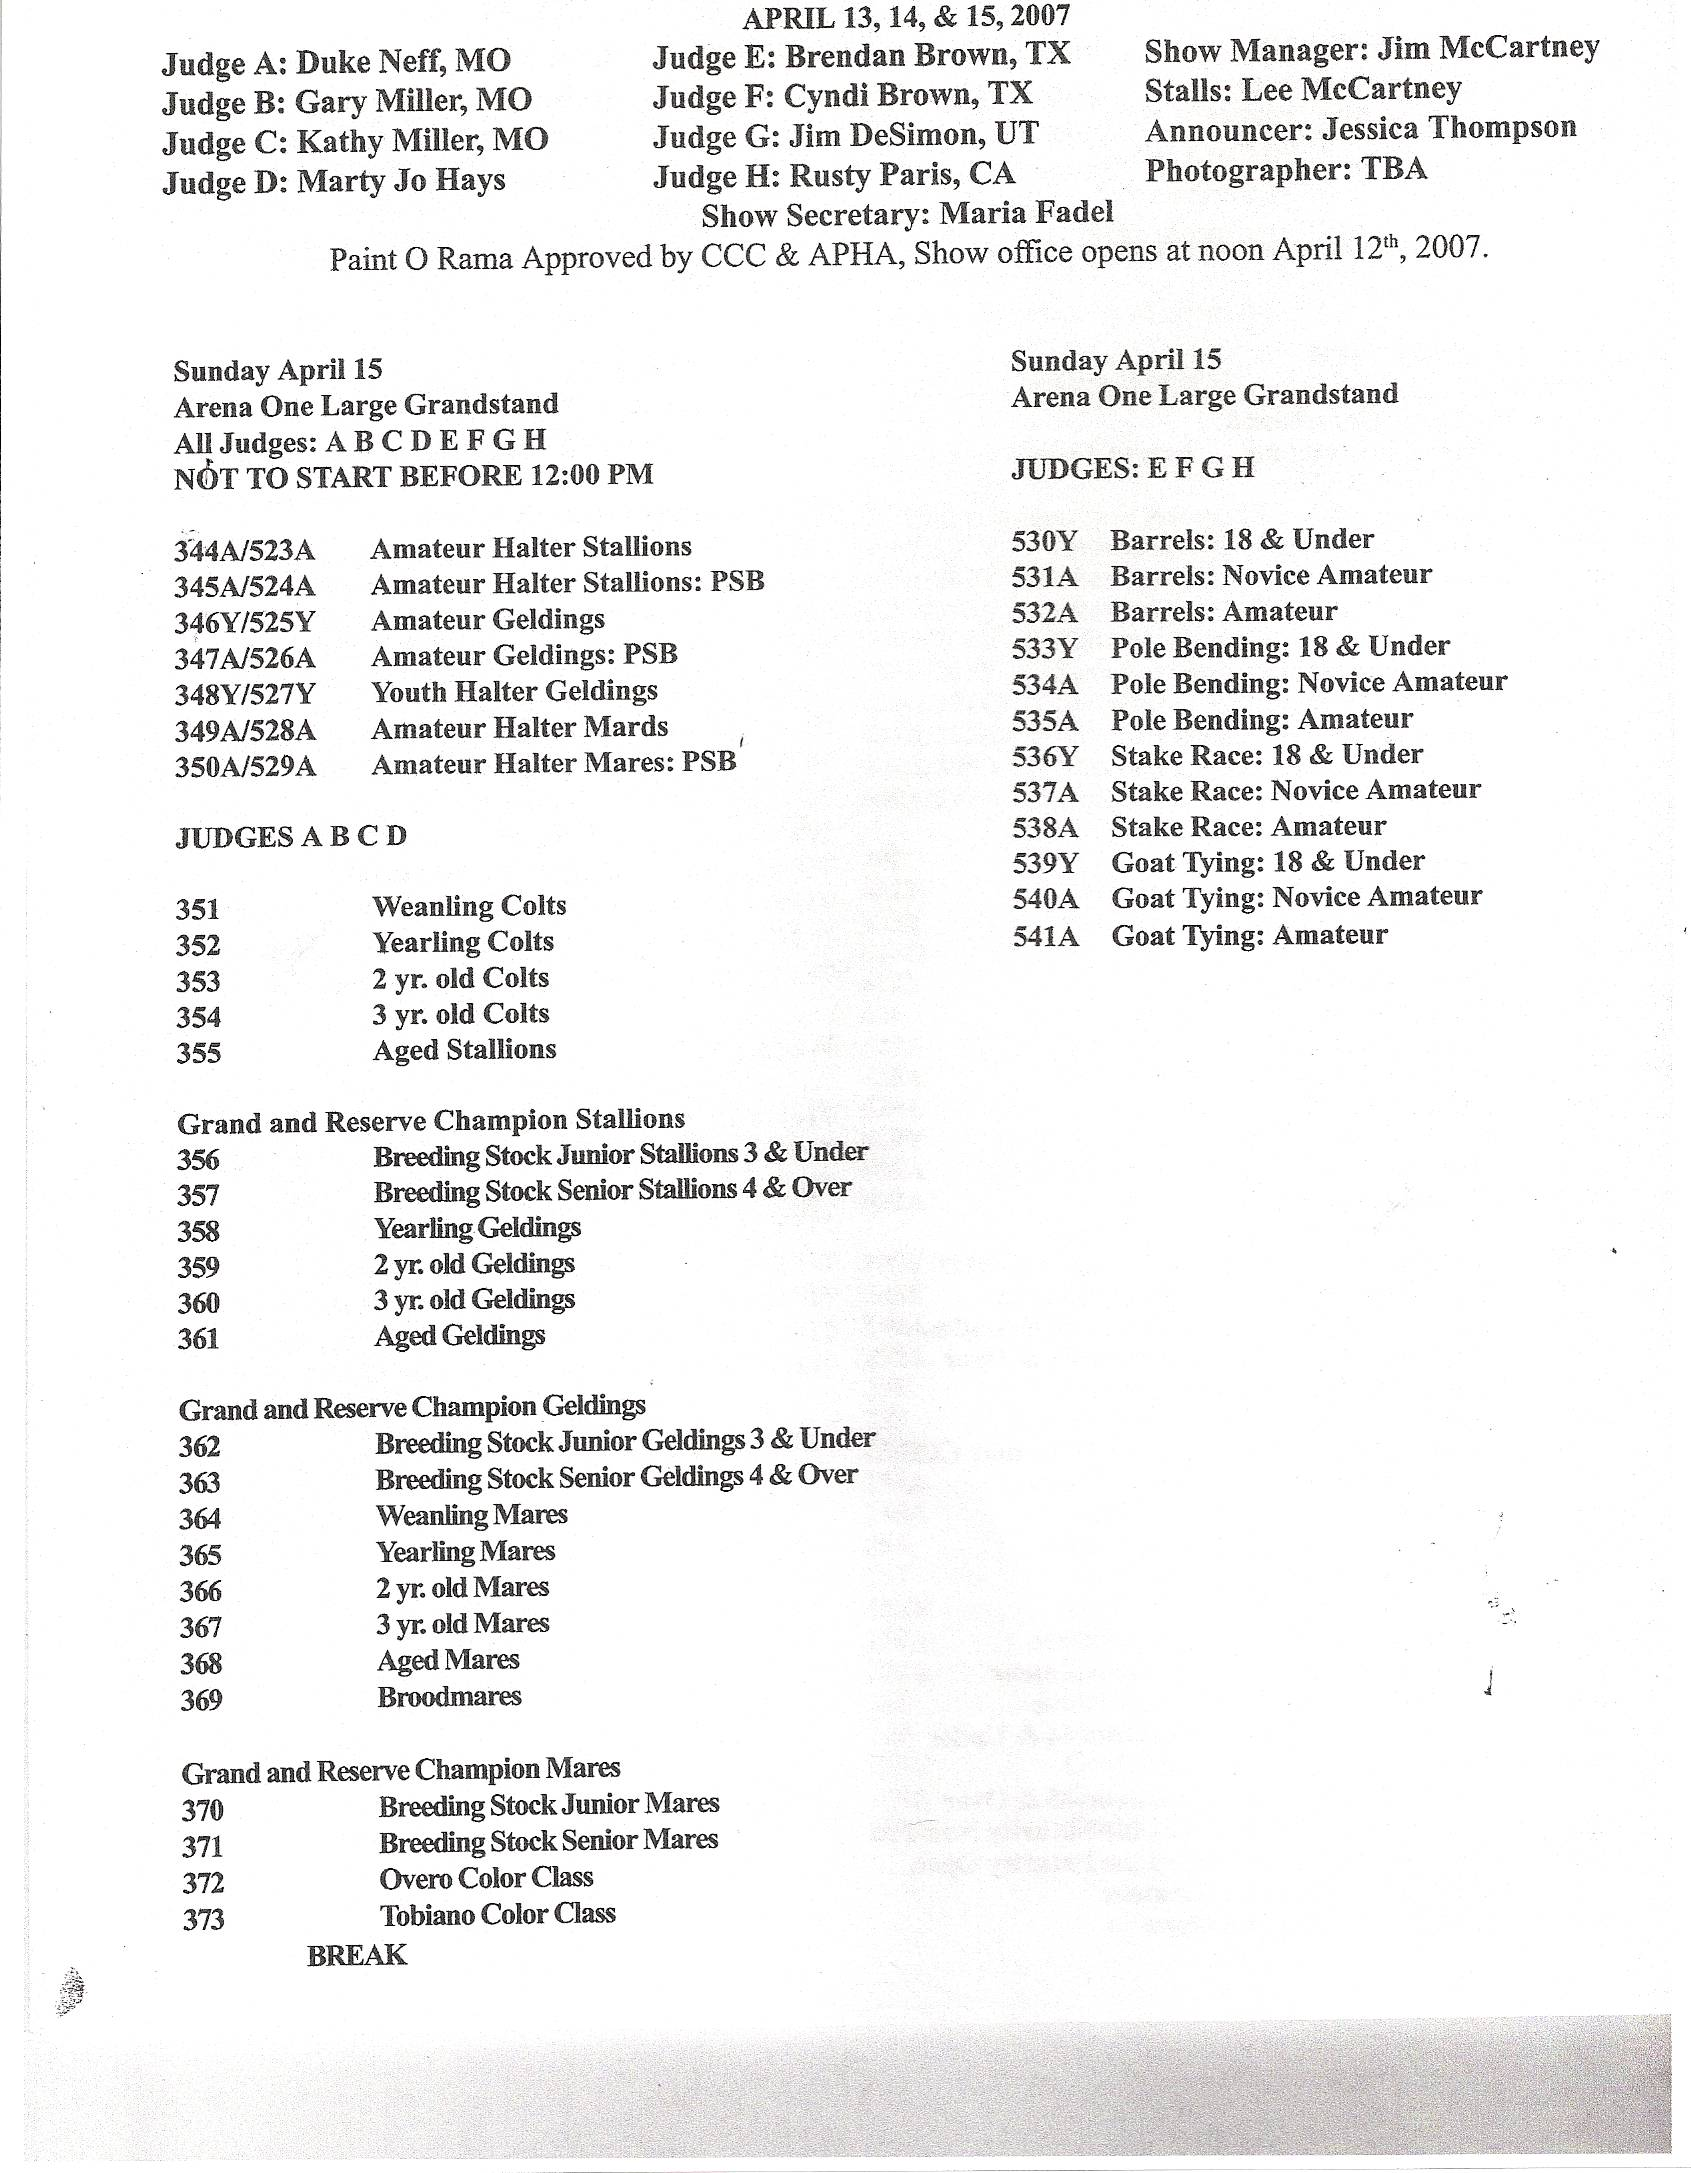 APRIL 13, 14, & 15, 2007
Judge A: Duke Neff, MO
Judge B: Gary Miller, MO
Judge C: Kathy Miller, MO
Judge D: Marty Jo Hays
Judge E: Brendan Brown, TX
Judge F: Cyndi Brown, TX
Judge G: Jim DeSimon, UT
Judge H: Rusty Paris, CA
Show Manager: Jim McCartney
Stalls: Lee McCartney
Announcer: Jessica Thompson
Photographer: TBA
Show Secretary: Maria Fadel
Paint O Rama Approved by CCC & APHA, Show office opens at noon April 12th, 2007.
Sunday April 15
Arena One Large Grandstand
All Judges: A B C D E F G H
NOT TO START BEFORE 12:00 PM
344A/523A Amateur Halter Stallions
345A/524A Amateur Halter Stallions: PSB
346Y/525Y Amateur Geldings
347A/526A Amateur Geldings: PSB
348Y/527Y Youth Halter Geldings
349A/528A Amateur Halter Mards
350A/529A Amateur Halter Mares: PSB
JUDGES A B C D
351 Weanling Colts
352 Yearling Colts
353 2 yr. old Colts
354 3 yr. old Colts
355 Aged Stallions
Grand and Reserve Champion Stallions
356 Breeding Stock Junior Stallions 3 & Under
357 Breeding Stock Senior Stallions 4 & Over
358 Yearling Geldings
359 2 yr. old Geldings
360 3 yr. old Geldings
361 Aged Geldings
Grand and Reserve Champion Geldings
362 Breeding Stock Junior Geldings 3 & Under
363 Breeding Stock Senior Geldings 4 & Over
364 Weanling Mares
365 Yearling Mares
366 2 yr. old Mares
367 3 yr. old Mares
368 Aged Mares
369 Broodmares
Grand and Reserve Champion Mares
370 Breeding Stock Junior Mares
371 Breeding Stock Senior Mares
372 Overo Color Class
373 Tobiano Color Class
BREAK
Sunday April 15
Arena One Large Grandstand
JUDGES: E F G H
530Y Barrels: 18 & Under
531A Barrels: Novice Amateur
532A Barrels: Amateur
533Y Pole Bending: 18 & Under
534A Pole Bending: Novice Amateur
535A Pole Bending: Amateur
536Y Stake Race: 18 & Under
537A Stake Race: Novice Amateur
538A Stake Race: Amateur
539Y Goat Tying: 18 & Under
540A Goat Tying: Novice Amateur
541A Goat Tying: Amateur